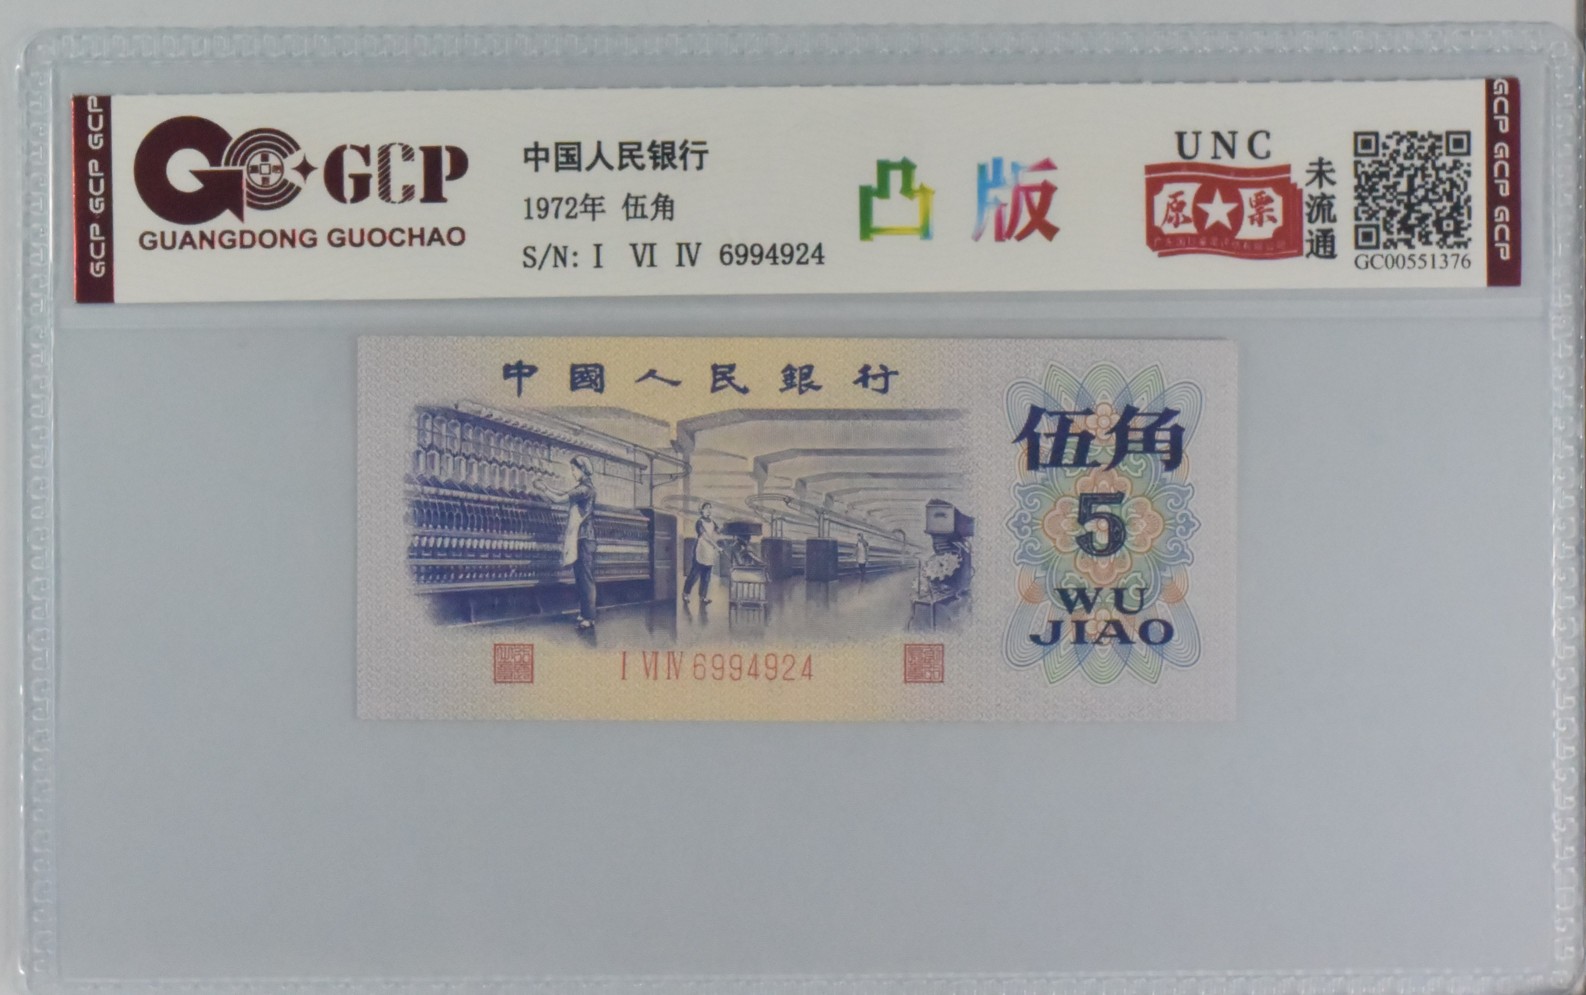 GCP GCP GCP
GCP
GUANGDONG GUOCHAO
中国人民银行
1972年 伍角
S/N: I VI IV 6994924
凸版
UNC
原票
未流通
GC00551376
GCP GCP GCP
中國人民銀行
伍角
5
WU
JIAO
I VI IV 6994924